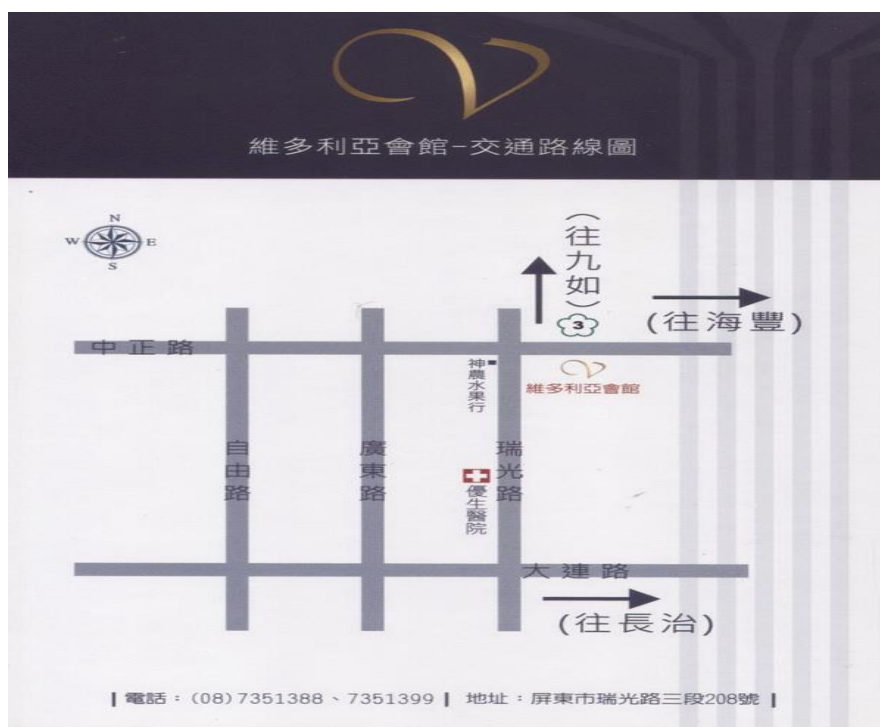 維多利亞會館-交通路線圖
N
W E
S
(往九如)
3
(往海豐)
中正路
神農水果行
維多利亞會館
自由路
廣東路
瑞光路
優生醫院
大連路
(往長治)
| 電話：(08)7351388、7351399 | 地址：屏東市瑞光路三段208號 |